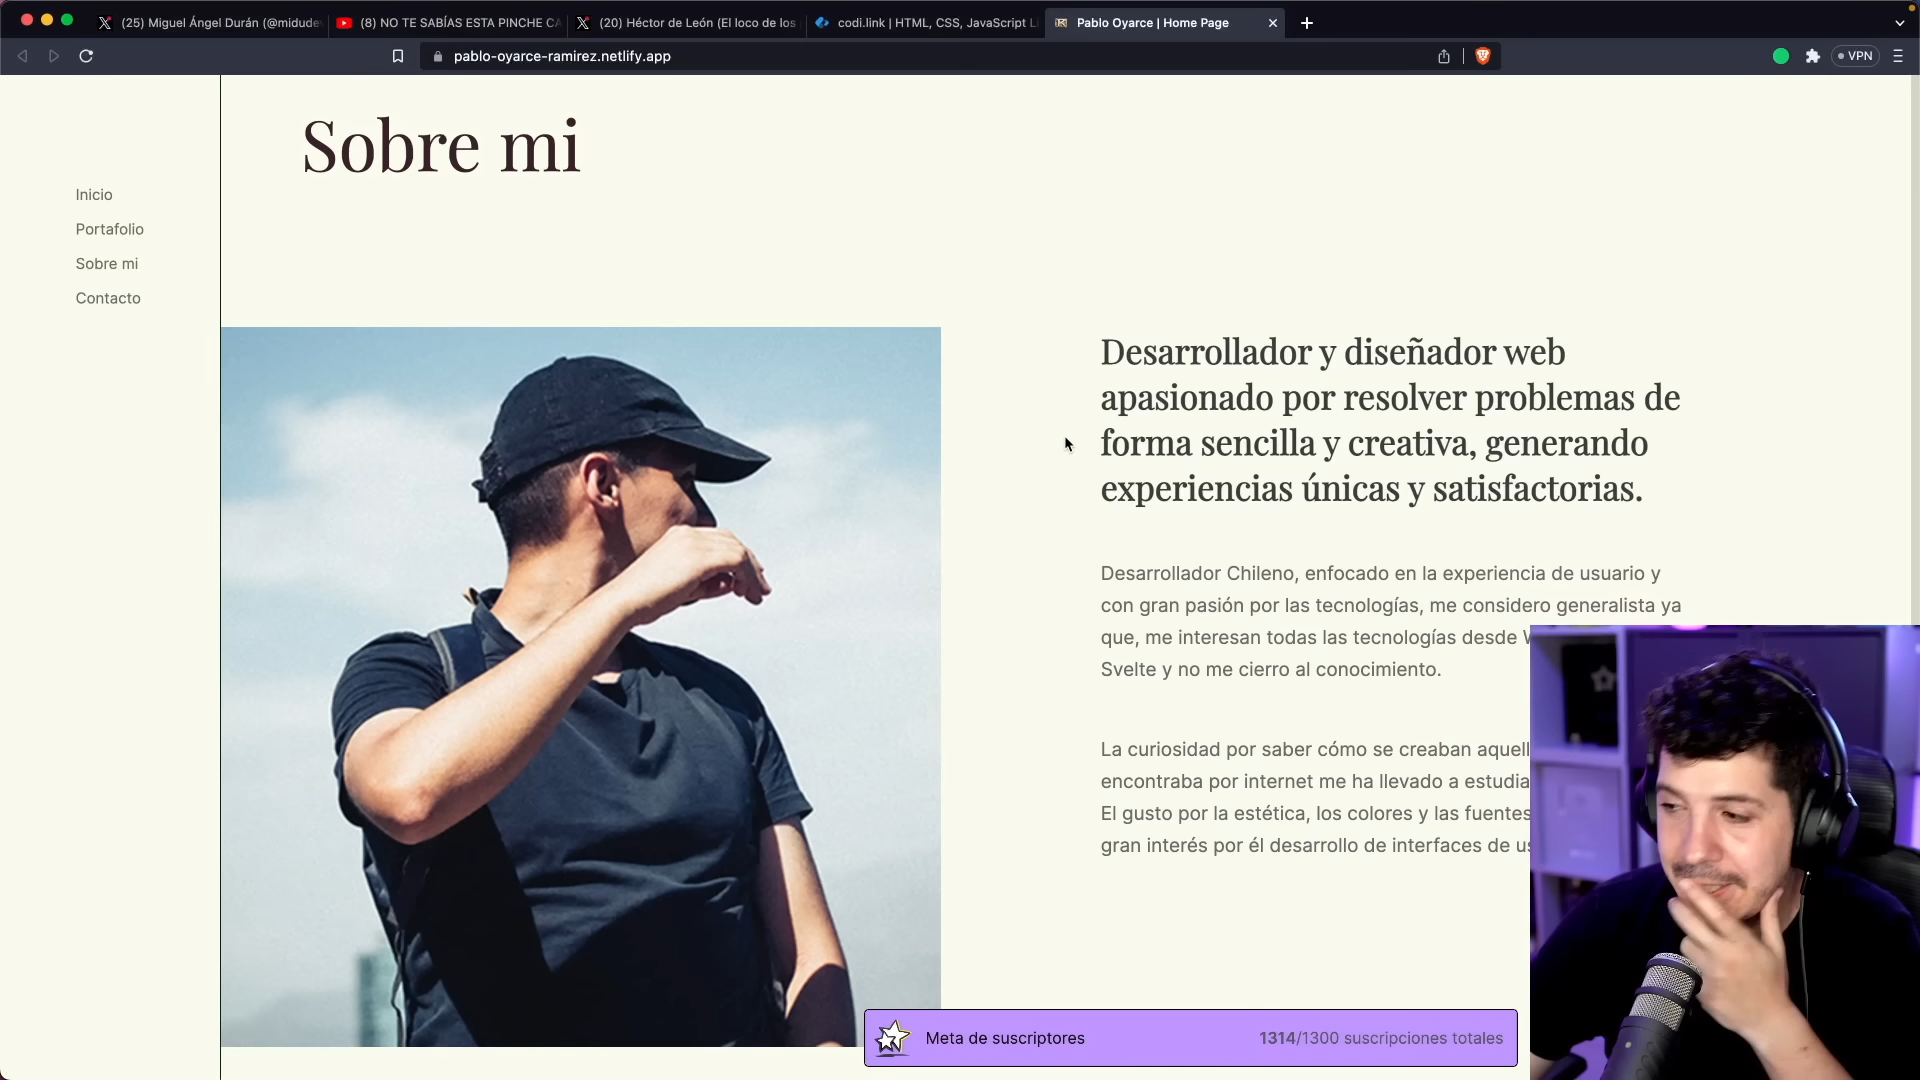 (25) Miguel Ángel Durán (@midude
(8) NO TE SABÍAS ESTA PINCHE CA
(20) Héctor de León (El loco de los
codi.link | HTML, CSS, JavaScript Li
Pablo Oyarce | Home Page
pablo-oyarce-ramirez.netlify.app
VPN
Sobre mi
Inicio
Portafolio
Sobre mi
Contacto
Desarrollador y diseñador web
apasionado por resolver problemas de
forma sencilla y creativa, generando
experiencias únicas y satisfactorias.
Desarrollador Chileno, enfocado en la experiencia de usuario y
con gran pasión por las tecnologías, me considero generalista ya
que, me interesan todas las tecnologías desde
Svelte y no me cierro al conocimiento.
La curiosidad por saber cómo se creaban aquell
encontraba por internet me ha llevado a estudia
El gusto por la estética, los colores y las fuentes
gran interés por él desarrollo de interfaces de us
Meta de suscriptores
1314/1300 suscripciones totales